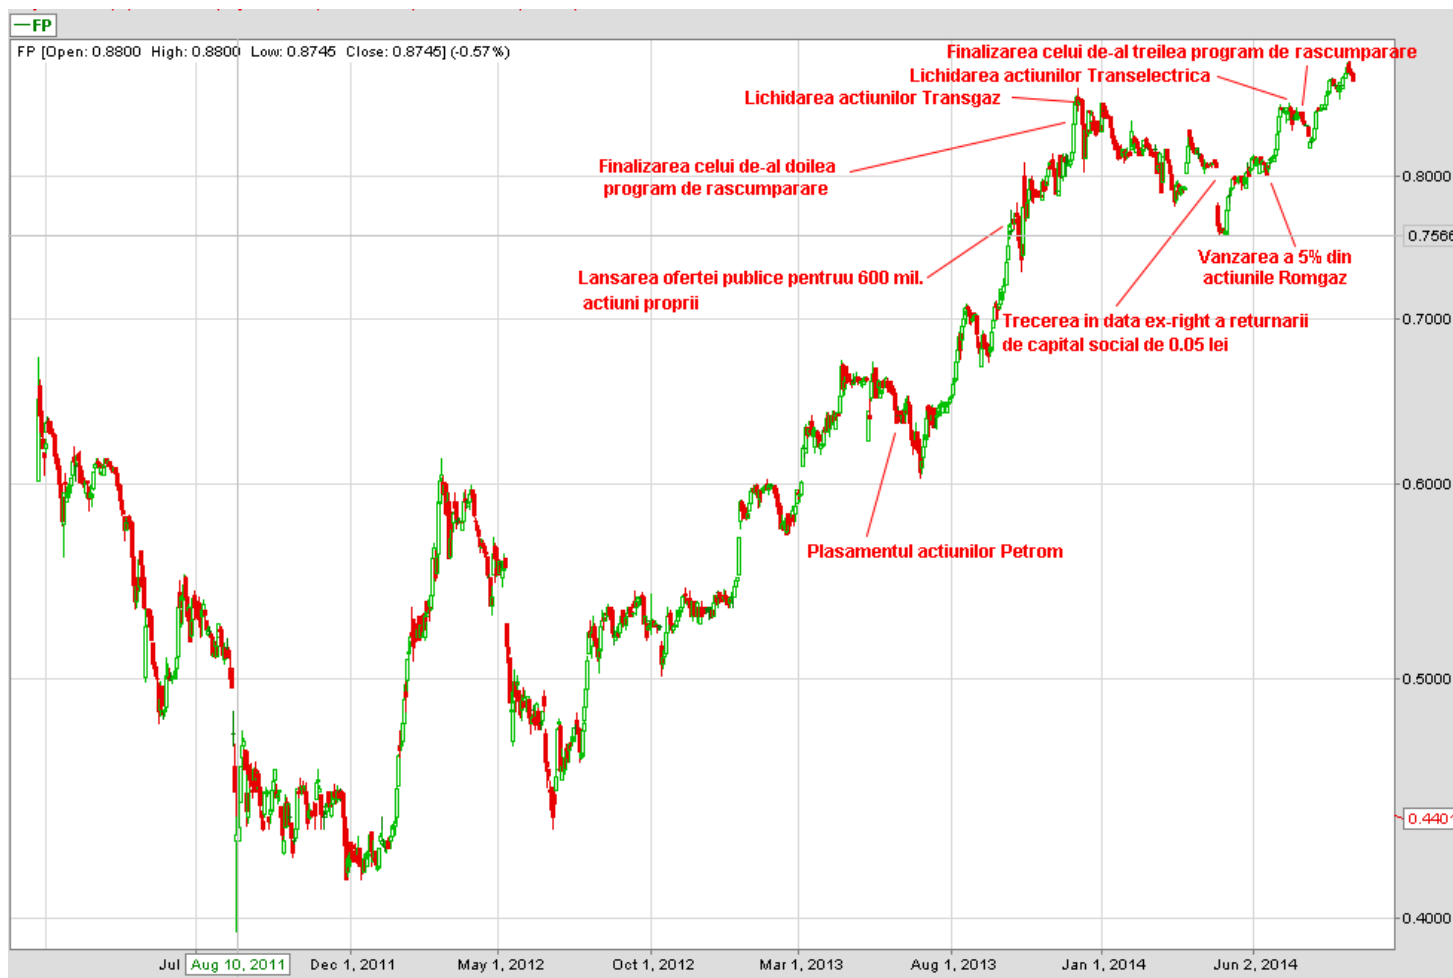 FP
FP [Open: 0.8800 High: 0.8800 Low: 0.8745 Close: 0.8745] (-0.57%)
Finalizarea celui de-al treilea program de rascumparare
Lichidarea actiunilor Transelectrica
Lichidarea actiunilor Transgaz
Finalizarea celui de-al doilea
program de rascumparare
Lansarea ofertei publice pentruu 600 mil.
actiuni proprii
Vanzarea a 5% din
actiunile Romgaz
Trecerea in data ex-right a returnarii
de capital social de 0.05 lei
Plasamentul actiunilor Petrom
0.8000
0.7566
0.7000
0.6000
0.5000
0.4401
0.4000
Jul
Aug 10, 2011
Dec 1, 2011
May 1, 2012
Oct 1, 2012
Mar 1, 2013
Aug 1, 2013
Jan 1, 2014
Jun 2, 2014